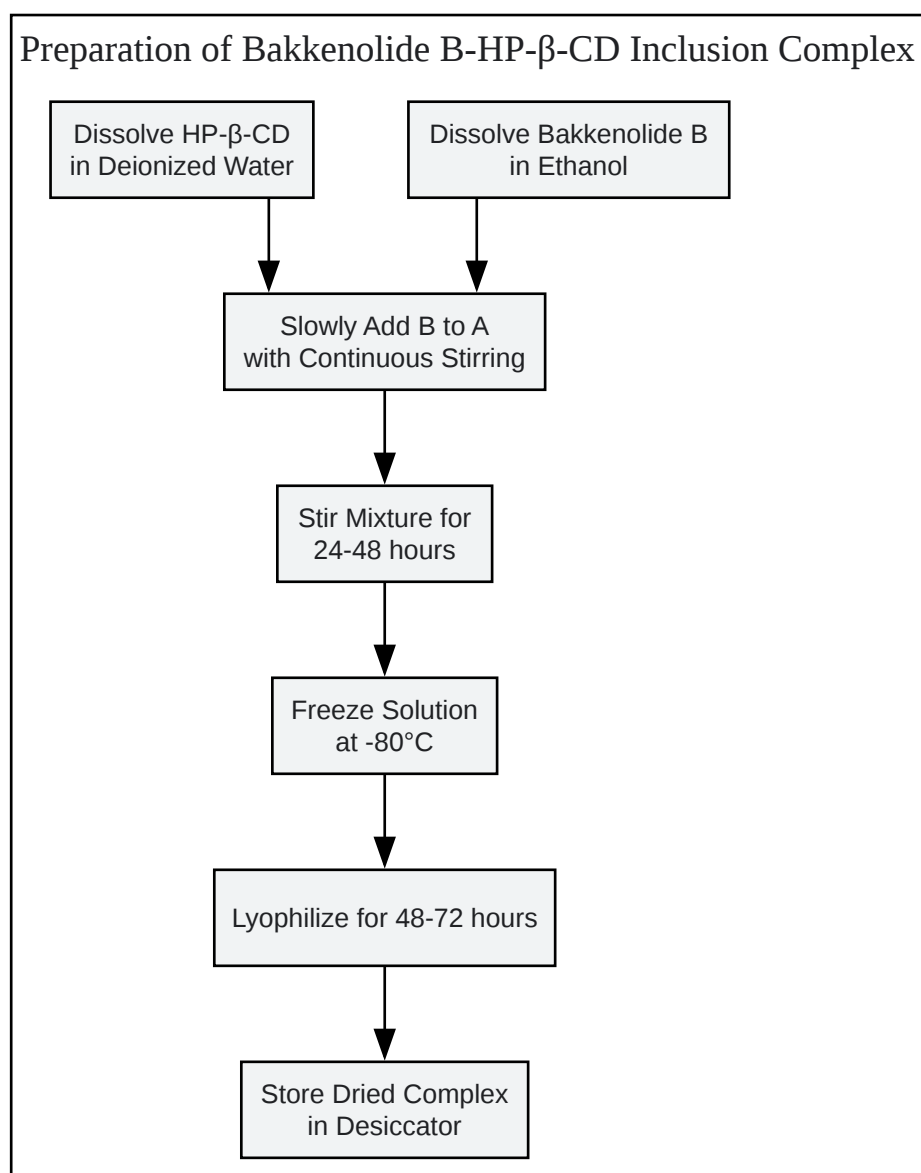 Preparation of Bakkenolide B-HP-β-CD Inclusion Complex
Dissolve HP-β-CD
in Deionized Water
Dissolve Bakkenolide B
in Ethanol
Slowly Add B to A
with Continuous Stirring
Stir Mixture for
24-48 hours
Freeze Solution
at -80°C
Lyophilize for 48-72 hours
Store Dried Complex
in Desiccator